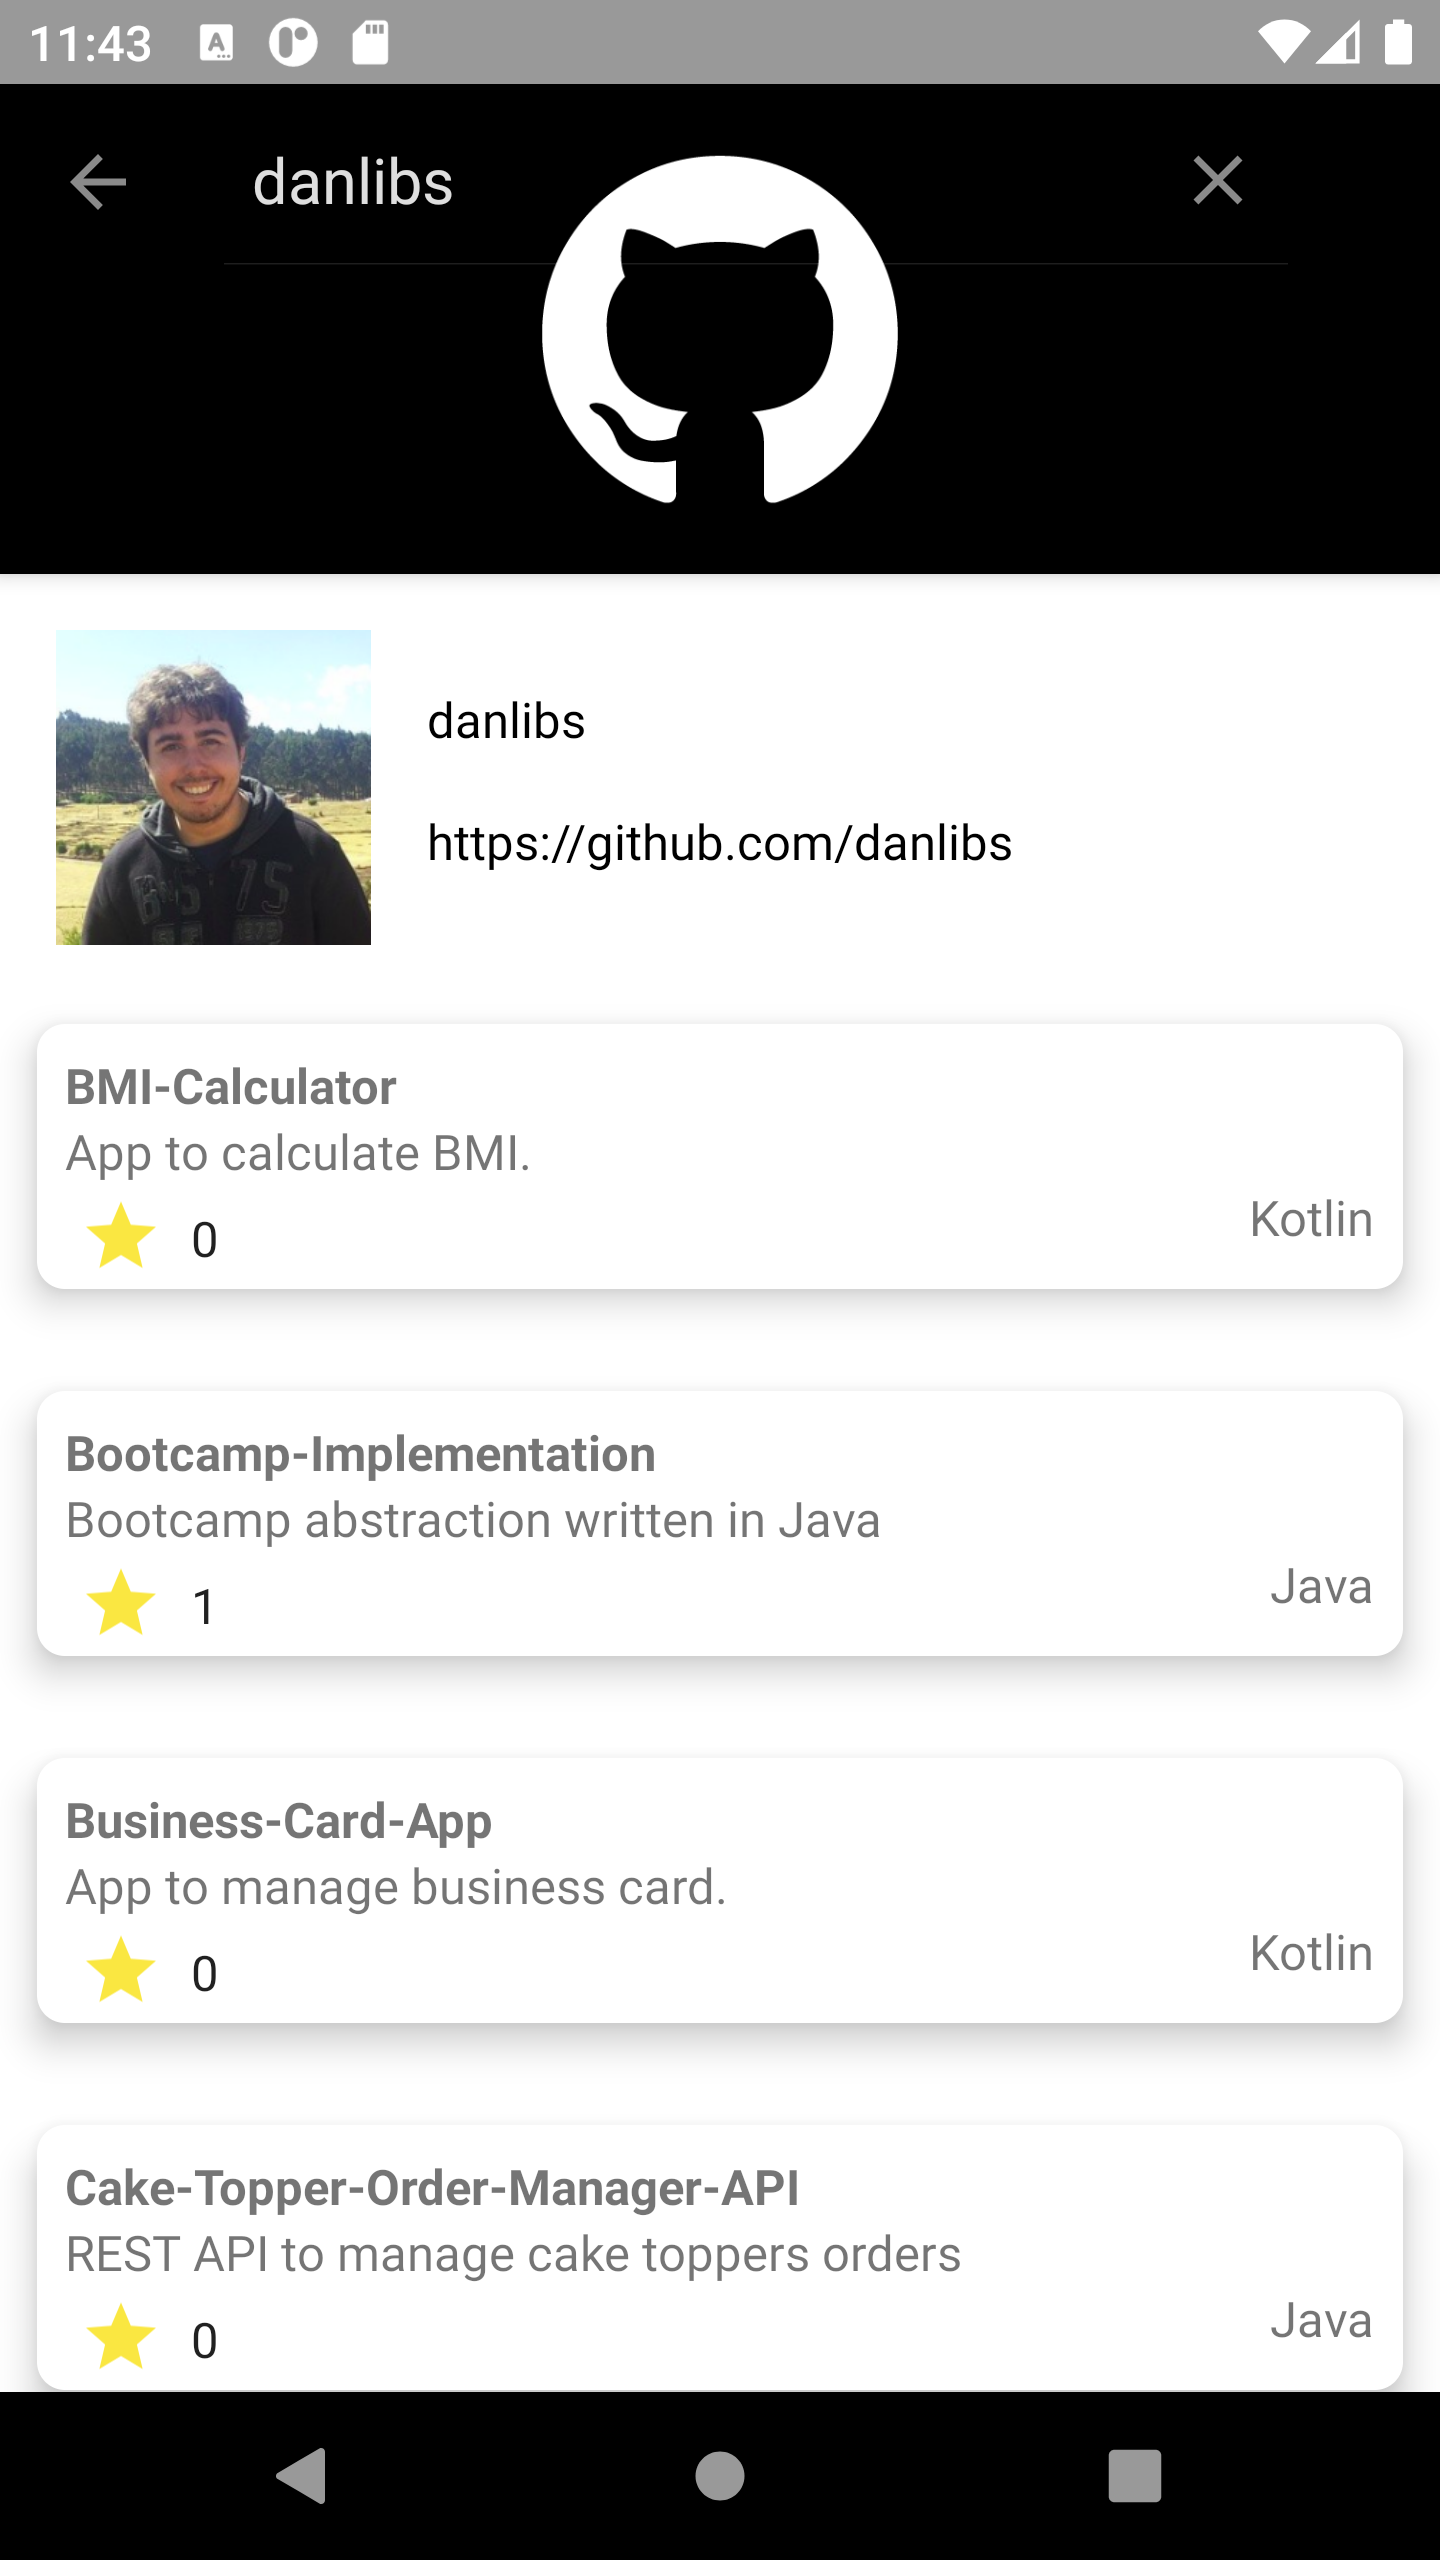 11:43
danlibs
danlibs
https://github.com/danlibs
BMI-Calculator
App to calculate BMI.
0
Kotlin
Bootcamp-Implementation
Bootcamp abstraction written in Java
1
Java
Business-Card-App
App to manage business card.
0
Kotlin
Cake-Topper-Order-Manager-API
REST API to manage cake toppers orders
0
Java